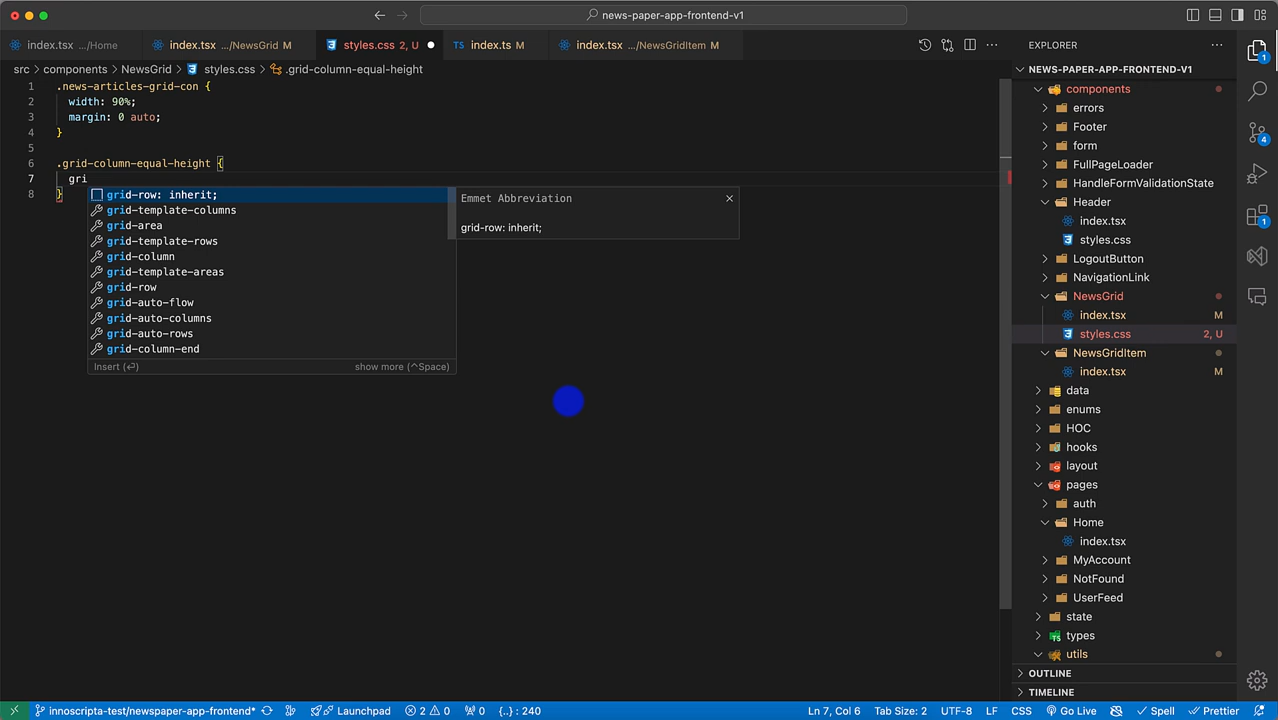 news-paper-app-frontend-v1
index.tsx .../Home
index.tsx .../NewsGrid M
styles.css 2, U
index.ts M
index.tsx .../NewsGridItem M
src > components > NewsGrid > styles.css > .grid-column-equal-height
1 .news-articles-grid-con {
2 width: 90%;
3 margin: 0 auto;
4 }
5
6 .grid-column-equal-height {
7 gri
8 }
grid-row: inherit;
grid-template-columns
grid-area
grid-template-rows
grid-column
grid-template-areas
grid-row
grid-auto-flow
grid-auto-columns
grid-auto-rows
grid-column-end
Insert (⏎) show more (^Space)
Emmet Abbreviation ×
grid-row: inherit;
EXPLORER
NEWS-PAPER-APP-FRONTEND-V1
components
errors
Footer
form
FullPageLoader
HandleFormValidationState
Header
index.tsx
styles.css
LogoutButton
NavigationLink
NewsGrid
index.tsx M
styles.css 2, U
NewsGridItem
index.tsx M
data
enums
HOC
hooks
layout
pages
auth
Home
index.tsx
MyAccount
NotFound
UserFeed
state
types
utils
OUTLINE
TIMELINE
1
4
1
innoscripta-test/newspaper-app-frontend* Launchpad 2 0 0 {..} : 240
Ln 7, Col 6 Tab Size: 2 UTF-8 LF CSS Go Live Spell Prettier